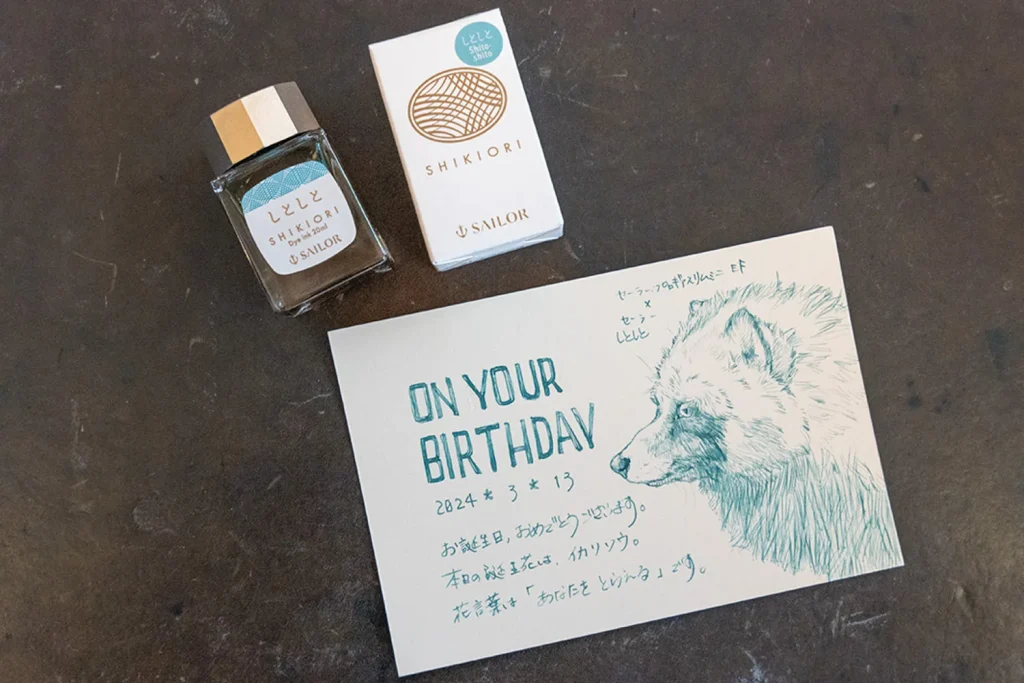 しとしと
SHIKIORI
Dye ink 20ml
SAILOR
しとしと
Shito-
shito
SHIKIORI
SAILOR
セーラー プロギアスリムミニ EF
×
セーラー
しとしと
ON YOUR
BIRTHDAY
2024 * 3 * 13
お誕生日、おめでとうございます。
本日の誕生花は、イカリソウ。
花言葉は「あなたをとらえる」です。